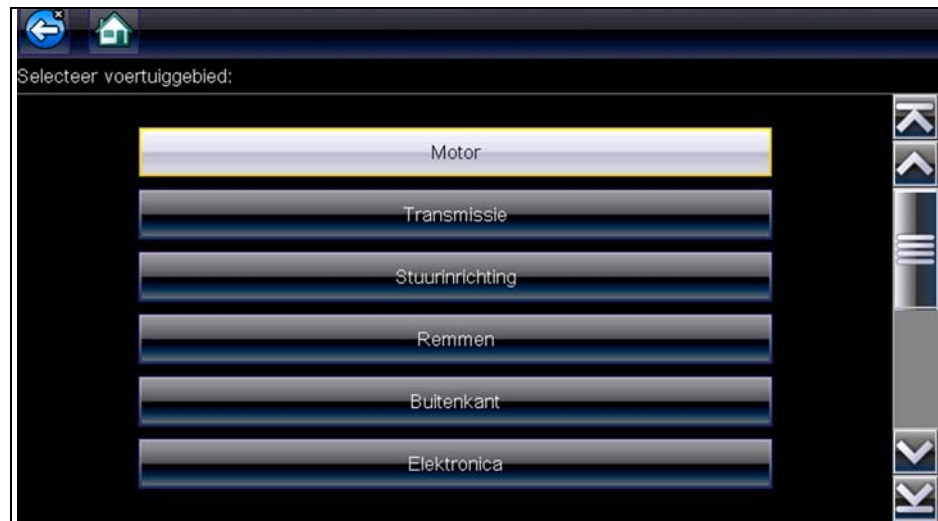 Selecteer voertuiggebied:
Motor
Transmissie
Stuurinrichting
Remmen
Buitenkant
Elektronica